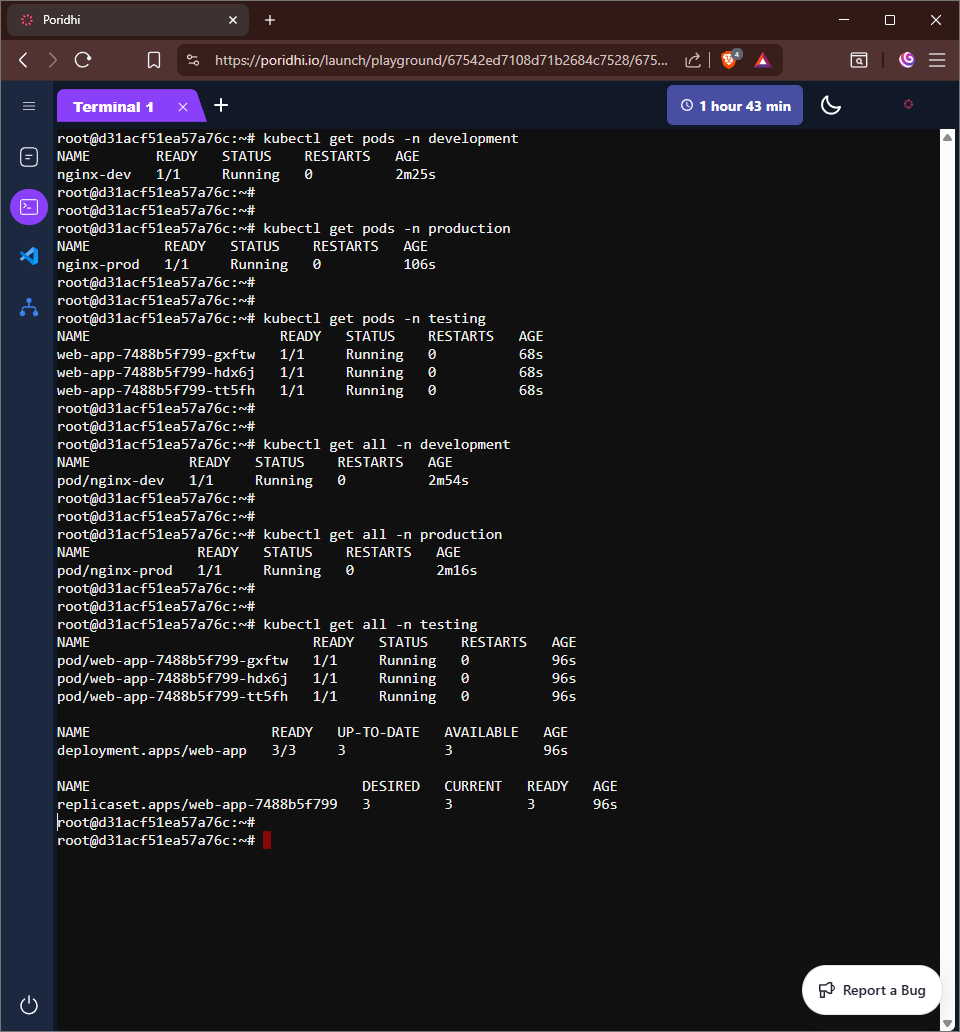 Poridhi
https://poridhi.io/launch/playground/67542ed7108d71b2684c7528/675...
4
Terminal 1
1 hour 43 min
root@d31acf51ea57a76c:~# kubectl get pods -n development
NAME        READY   STATUS    RESTARTS   AGE
nginx-dev   1/1     Running   0          2m25s
root@d31acf51ea57a76c:~#
root@d31acf51ea57a76c:~#
root@d31acf51ea57a76c:~# kubectl get pods -n production
NAME         READY   STATUS    RESTARTS   AGE
nginx-prod   1/1     Running   0          106s
root@d31acf51ea57a76c:~#
root@d31acf51ea57a76c:~#
root@d31acf51ea57a76c:~# kubectl get pods -n testing
NAME                       READY   STATUS    RESTARTS   AGE
web-app-7488b5f799-gxftw   1/1     Running   0          68s
web-app-7488b5f799-hdx6j   1/1     Running   0          68s
web-app-7488b5f799-tt5fh   1/1     Running   0          68s
root@d31acf51ea57a76c:~#
root@d31acf51ea57a76c:~#
root@d31acf51ea57a76c:~# kubectl get all -n development
NAME            READY   STATUS    RESTARTS   AGE
pod/nginx-dev   1/1     Running   0          2m54s
root@d31acf51ea57a76c:~#
root@d31acf51ea57a76c:~#
root@d31acf51ea57a76c:~# kubectl get all -n production
NAME             READY   STATUS    RESTARTS   AGE
pod/nginx-prod   1/1     Running   0          2m16s
root@d31acf51ea57a76c:~#
root@d31acf51ea57a76c:~#
root@d31acf51ea57a76c:~# kubectl get all -n testing
NAME                           READY   STATUS    RESTARTS   AGE
pod/web-app-7488b5f799-gxftw   1/1     Running   0          96s
pod/web-app-7488b5f799-hdx6j   1/1     Running   0          96s
pod/web-app-7488b5f799-tt5fh   1/1     Running   0          96s
NAME                      READY   UP-TO-DATE   AVAILABLE   AGE
deployment.apps/web-app   3/3     3            3           96s
NAME                                 DESIRED   CURRENT   READY   AGE
replicaset.apps/web-app-7488b5f799   3         3         3       96s
root@d31acf51ea57a76c:~#
root@d31acf51ea57a76c:~#
Report a Bug